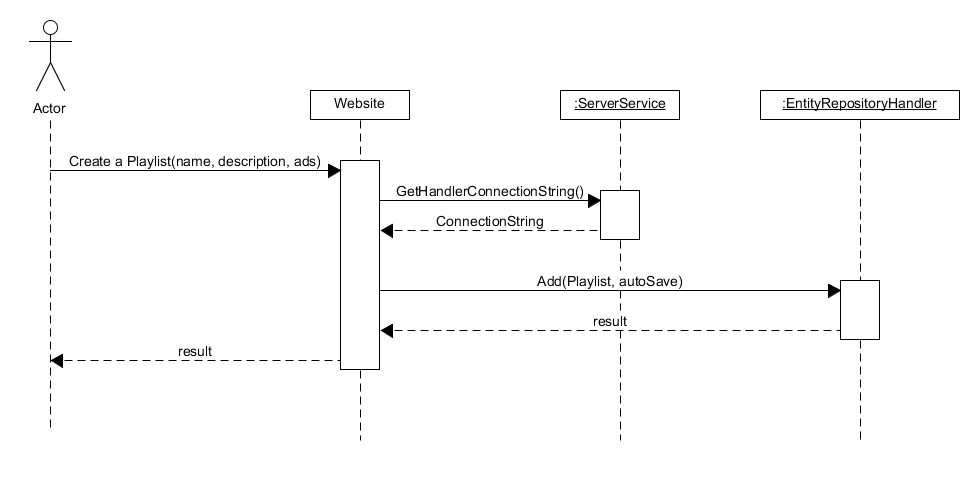 Actor
Website
:ServerService
:EntityRepositoryHandler
Create a Playlist(name, description, ads)
GetHandlerConnectionString()
ConnectionString
Add(Playlist, autoSave)
result
result